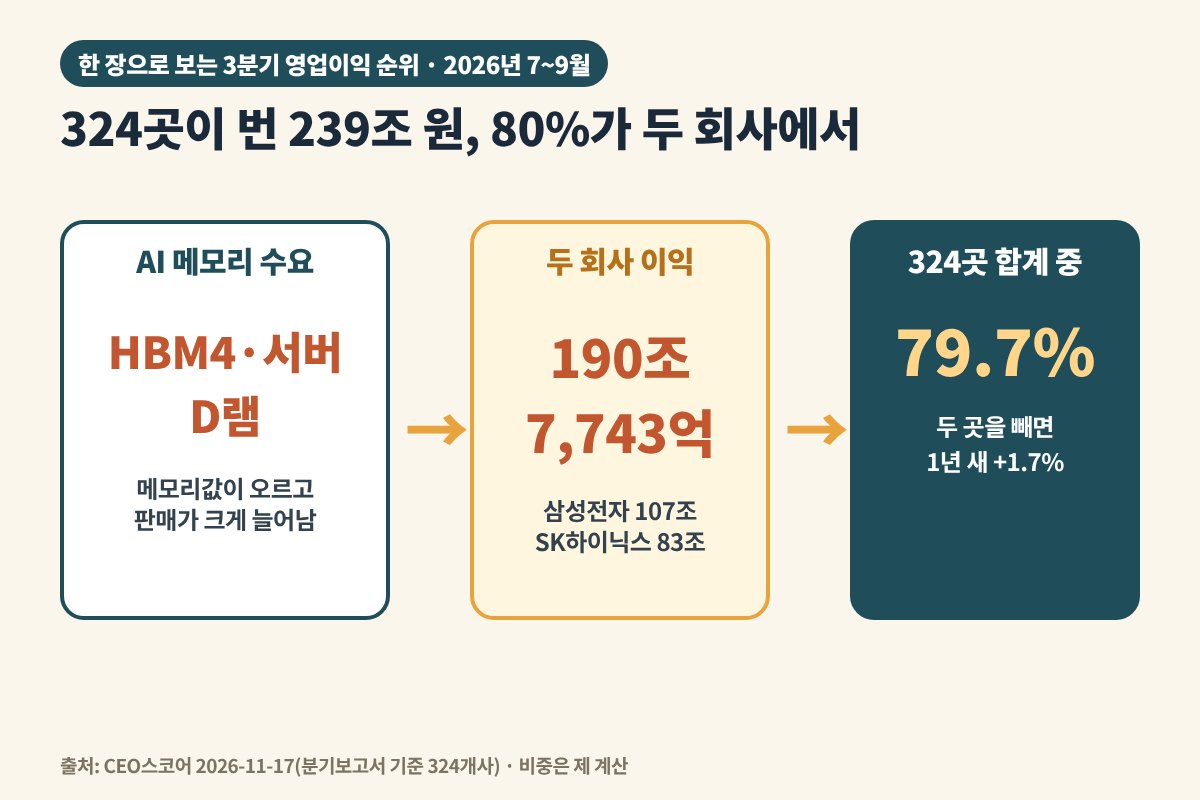 한 장으로 보는 3분기 영업이익 순위 · 2026년 7~9월
324곳이 번 239조 원, 80%가 두 회사에서
AI 메모리 수요
HBM4·서버
D램
메모리값이 오르고
판매가 크게 늘어남
두 회사 이익
190조
7,743억
삼성전자 107조
SK하이닉스 83조
324곳 합계 중
79.7%
두 곳을 빼면
1년 새 +1.7%
출처: CEO스코어 2026-11-17(분기보고서 기준 324개사) · 비중은 제 계산